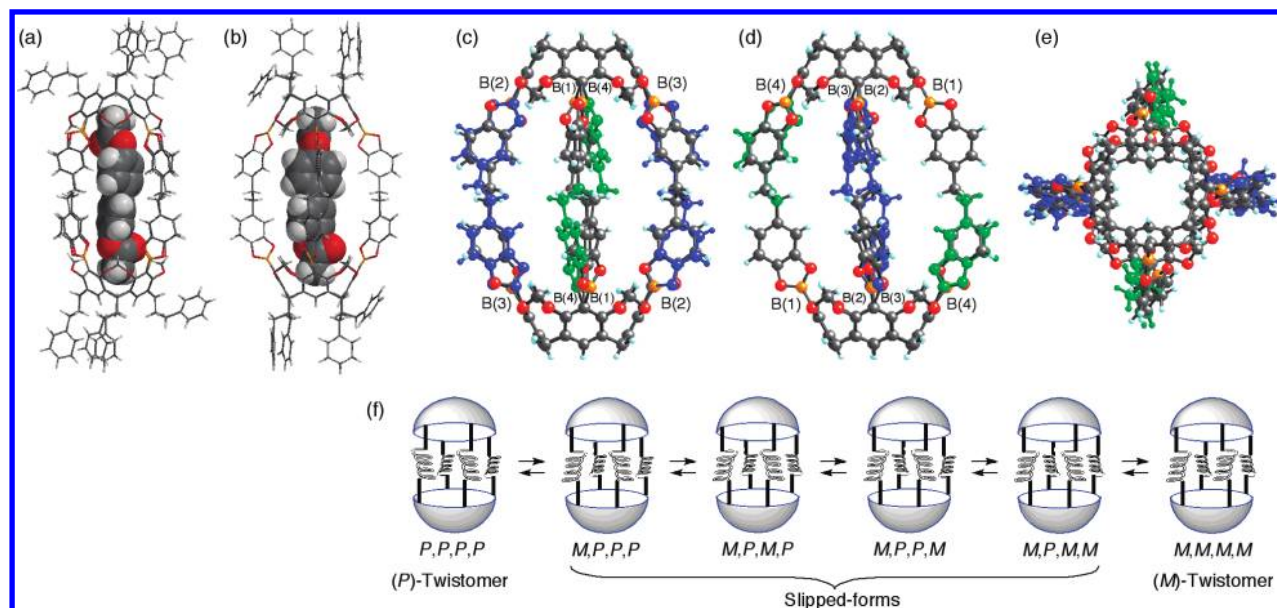 (a)
(b)
(c)
(d)
(e)
B(2)
B(1)
B(4)
B(3)
B(3)
B(4)
B(1)
B(2)
B(4)
B(3)
B(2)
B(1)
B(1)
B(2)
B(3)
B(4)
(f)
P,P,P,P
M,P,P,P
M,P,M,P
M,P,P,M
M,P,M,M
M,M,M,M
(P)-Twistomer
(M)-Twistomer
Slipped-forms